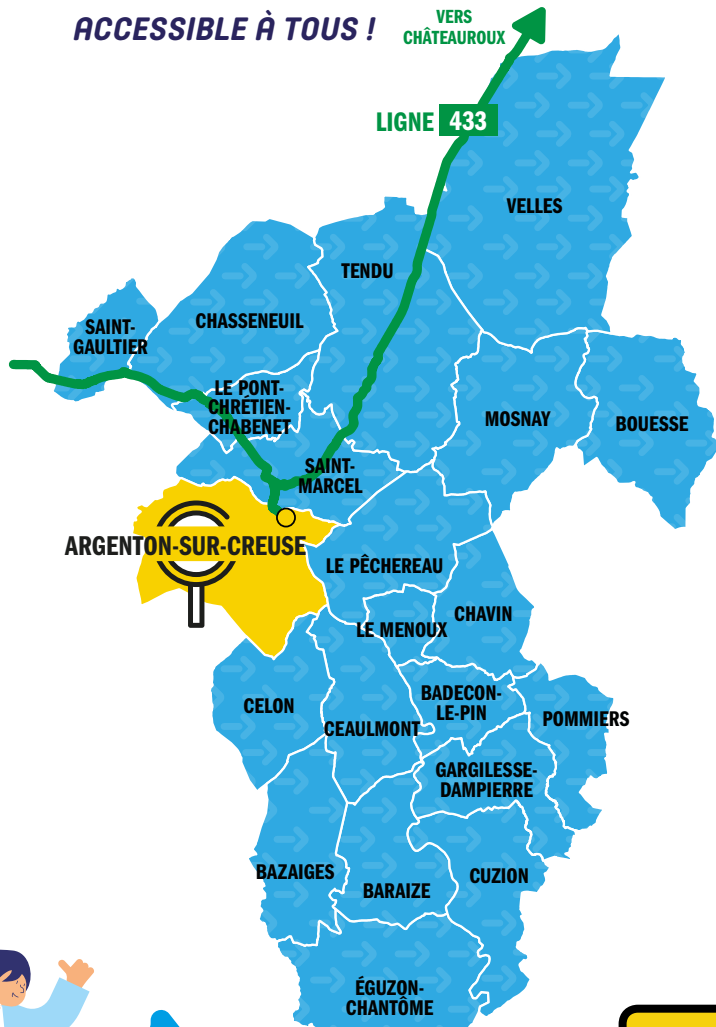 ACCESSIBLE À TOUS !
VERS
CHÂTEAUROUX
LIGNE 433
VELLES
TENDU
CHASSENEUIL
SAINT-
GAULTIER
LE PONT-
CHRÉTIEN-
CHABENET
MOSNAY
BOUESSE
SAINT-
MARCEL
ARGENTON-SUR-CREUSE
LE PÊCHEREAU
LE MENOUX
CHAVIN
CELON
CEAULMONT
BADECON-
LE-PIN
POMMIERS
GARGILESSE-
DAMPIERRE
BAZAIGES
BARAIZE
CUZION
ÉGUZON-
CHANTÔME